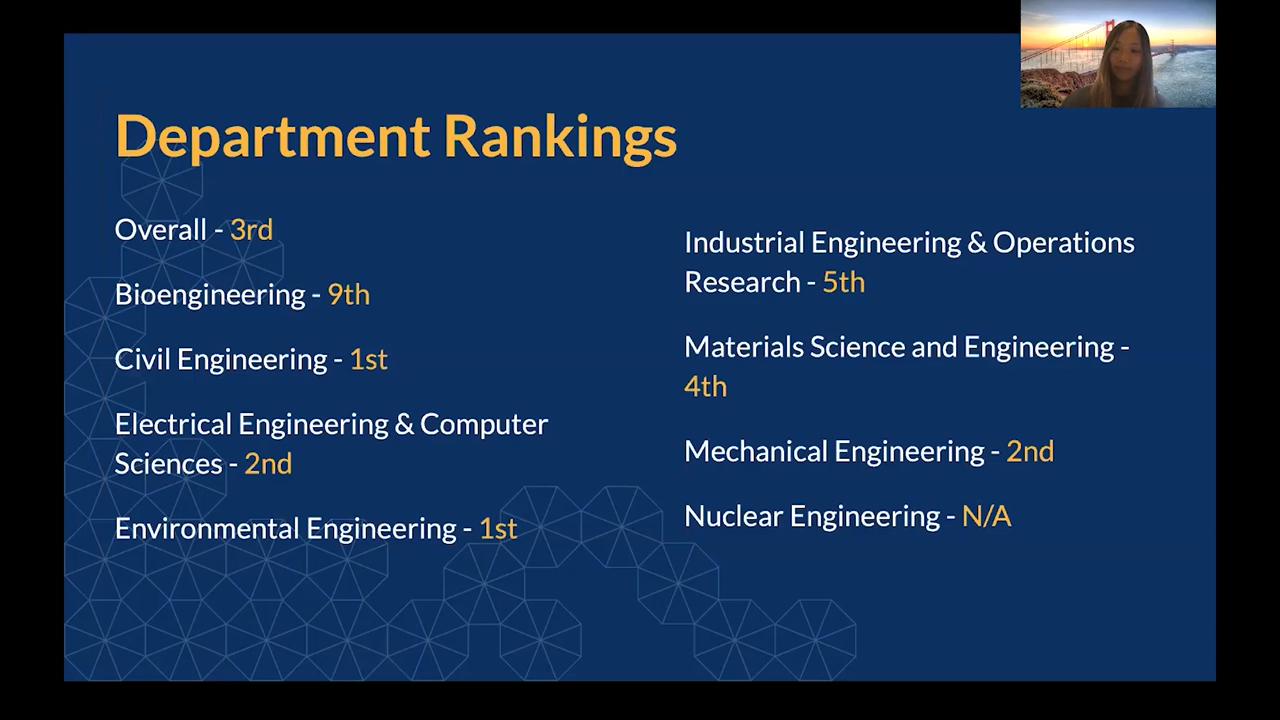 Department Rankings
Overall - 3rd
Bioengineering - 9th
Civil Engineering - 1st
Electrical Engineering & Computer
Sciences - 2nd
Environmental Engineering - 1st
Industrial Engineering & Operations
Research - 5th
Materials Science and Engineering -
4th
Mechanical Engineering - 2nd
Nuclear Engineering - N/A